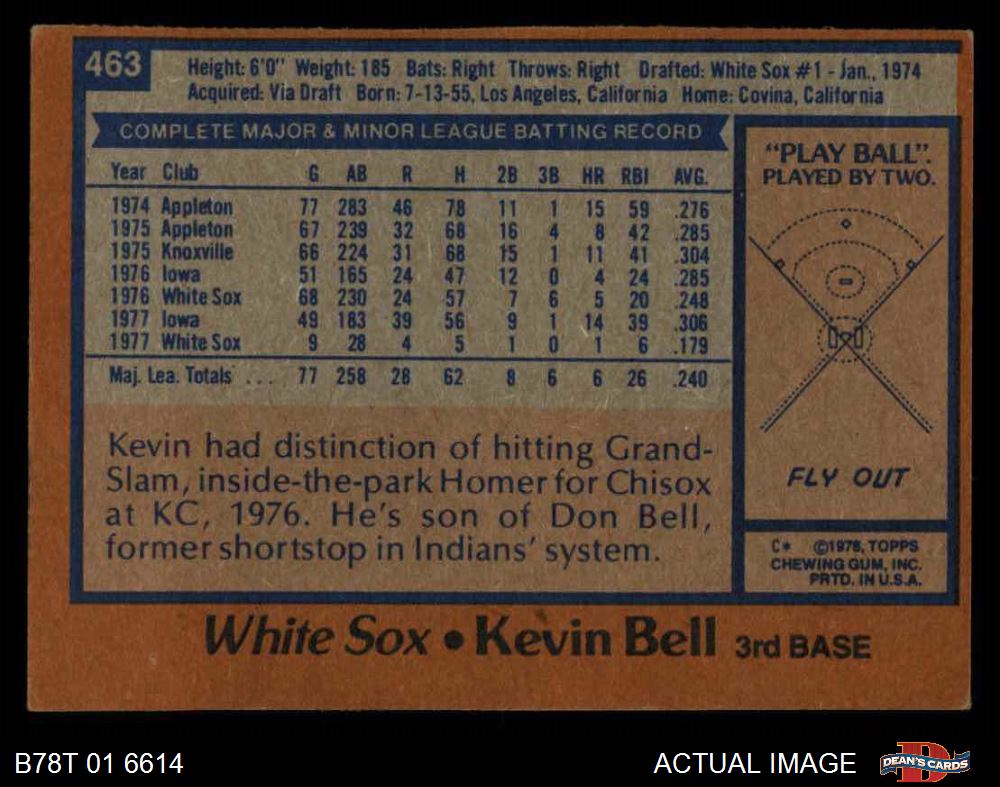 463
Height: 6'0" Weight: 185 Bats: Right Throws: Right Drafted: White Sox #1 - Jan., 1974
Acquired: Via Draft Born: 7-13-55, Los Angeles, California Home: Covina, California
COMPLETE MAJOR & MINOR LEAGUE BATTING RECORD
Year Club G AB R H 2B 3B HR RBI AVG.
1974 Appleton 77 283 46 78 11 1 15 59 .276
1975 Appleton 67 239 32 68 16 4 8 42 .285
1975 Knoxville 66 224 31 68 15 1 11 41 .304
1976 Iowa 51 165 24 47 12 0 4 24 .285
1976 White Sox 68 230 24 57 7 6 5 20 .248
1977 Iowa 49 183 39 56 9 1 14 39 .306
1977 White Sox 9 28 4 5 1 0 1 6 .179
Maj. Lea. Totals ... 77 258 28 62 8 6 6 26 .240
Kevin had distinction of hitting Grand-
Slam, inside-the-park Homer for Chisox
at KC, 1976. He's son of Don Bell,
former shortstop in Indians' system.
"PLAY BALL".
PLAYED BY TWO.
FLY OUT
C* ©1978, TOPPS
CHEWING GUM, INC.
PRTD. IN U.S.A.
White Sox • Kevin Bell 3rd BASE
B78T 01 6614
ACTUAL IMAGE
D
DEAN'S CARDS